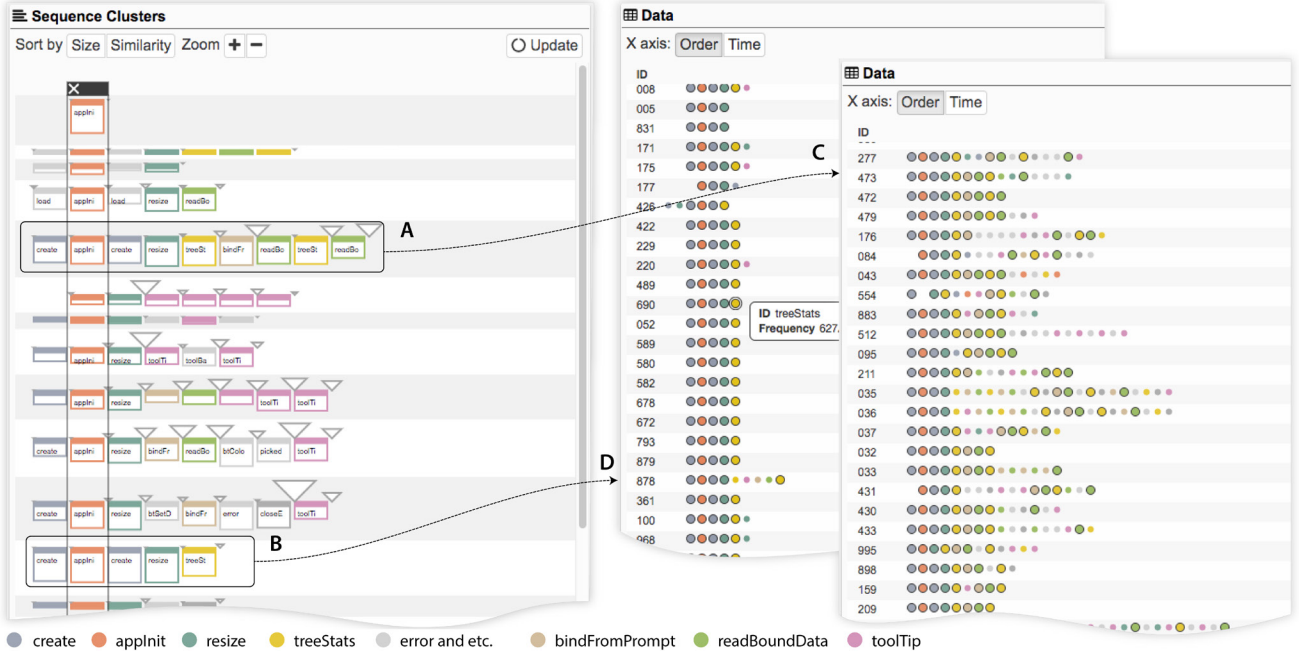 Sequence Clusters
Sort by Size Similarity Zoom + − Update
appIni
load appIni load resize readBo
create appIni create resize treeSt bindFr readBo treeSt readBo
A
appIni resize toolTi toolBa toolTi
appIni resize toolTi toolTi
create appIni resize bindFr readBo btColo picked toolTi
create appIni resize btSetD bindFr error closeE toolTi
B
create appIni create resize treeSt
Data
X axis: Order Time
ID
008
005
831
171
175
177
426
422
229
220
489
690
052
589
580
582
678
672
793
879
878
361
100
968
ID treeStats
Frequency 627.
C
D
Data
X axis: Order Time
ID
277
473
472
479
176
084
043
554
883
512
095
211
035
036
037
032
033
431
430
433
995
898
159
209
create appInit resize treeStats error and etc. bindFromPrompt readBoundData toolTip